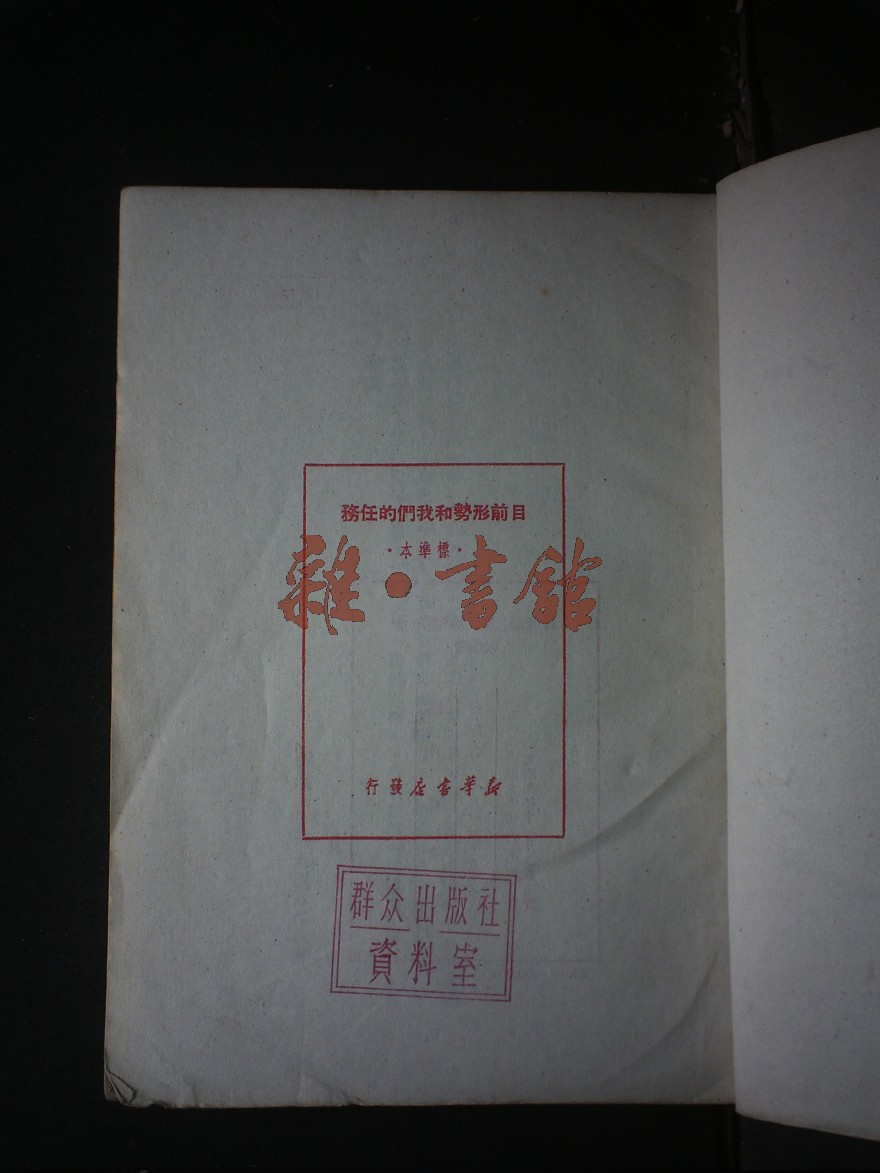 目前形勢和我們的任務
·標準本·
雜·書館
新華書店發行
群众出版社
資料室